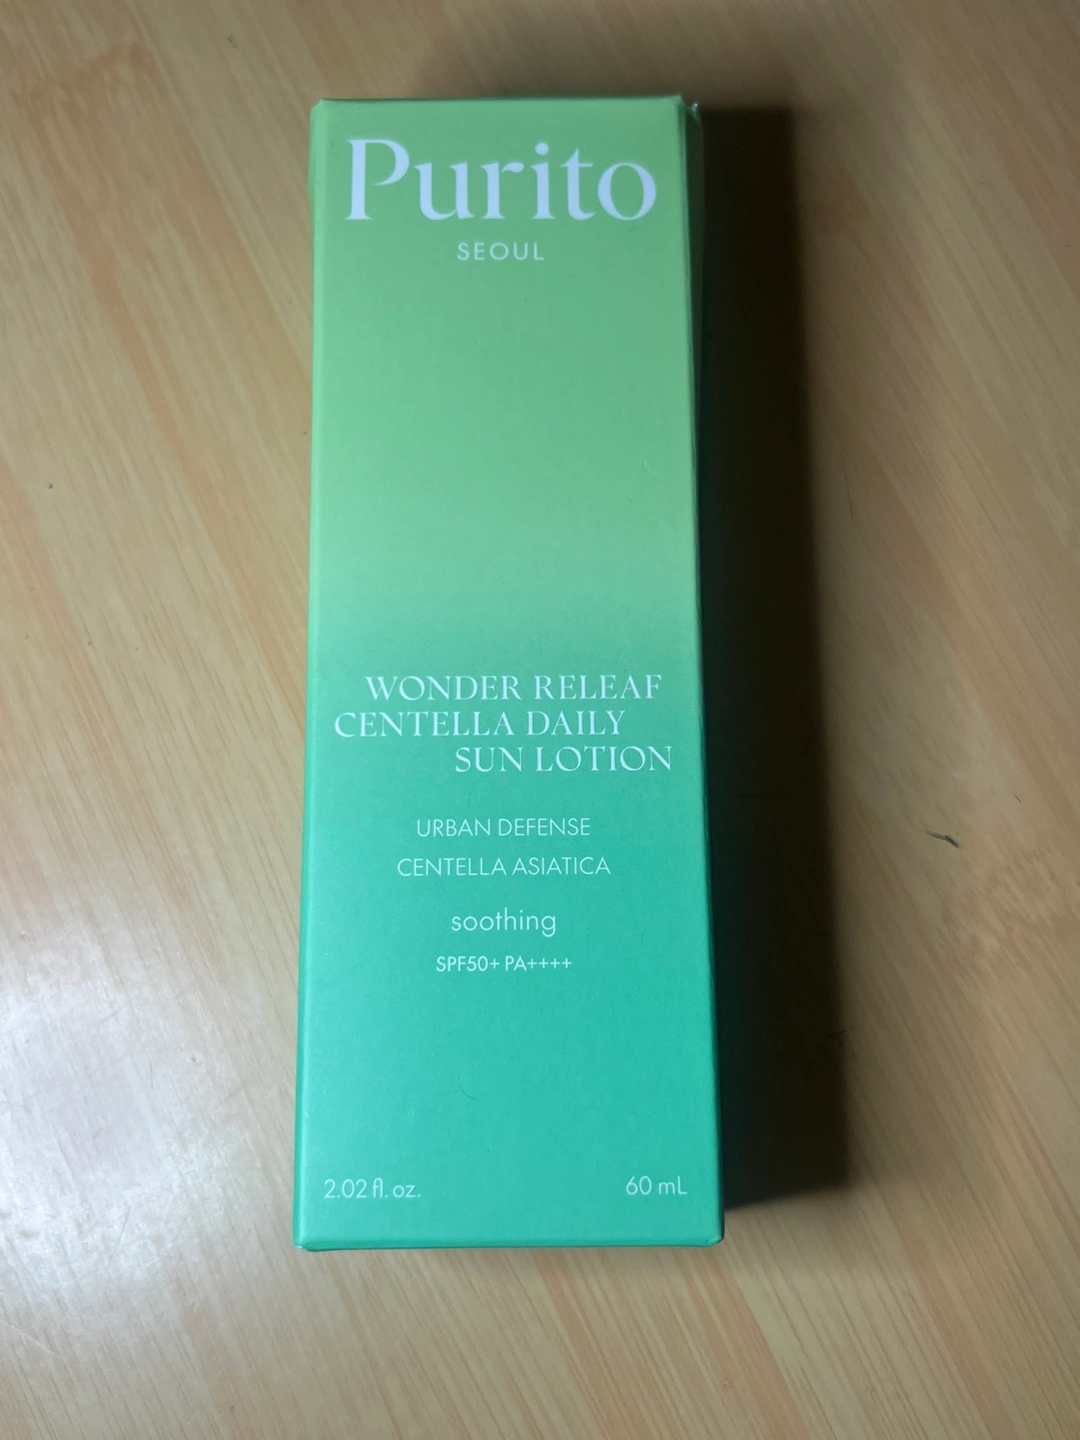 Purito
SEOUL
WONDER RELEAF
CENTELLA DAILY
SUN LOTION
URBAN DEFENSE
CENTELLA ASIATICA
soothing
SPF50+ PA++++
2.02 fl. oz. 60 mL